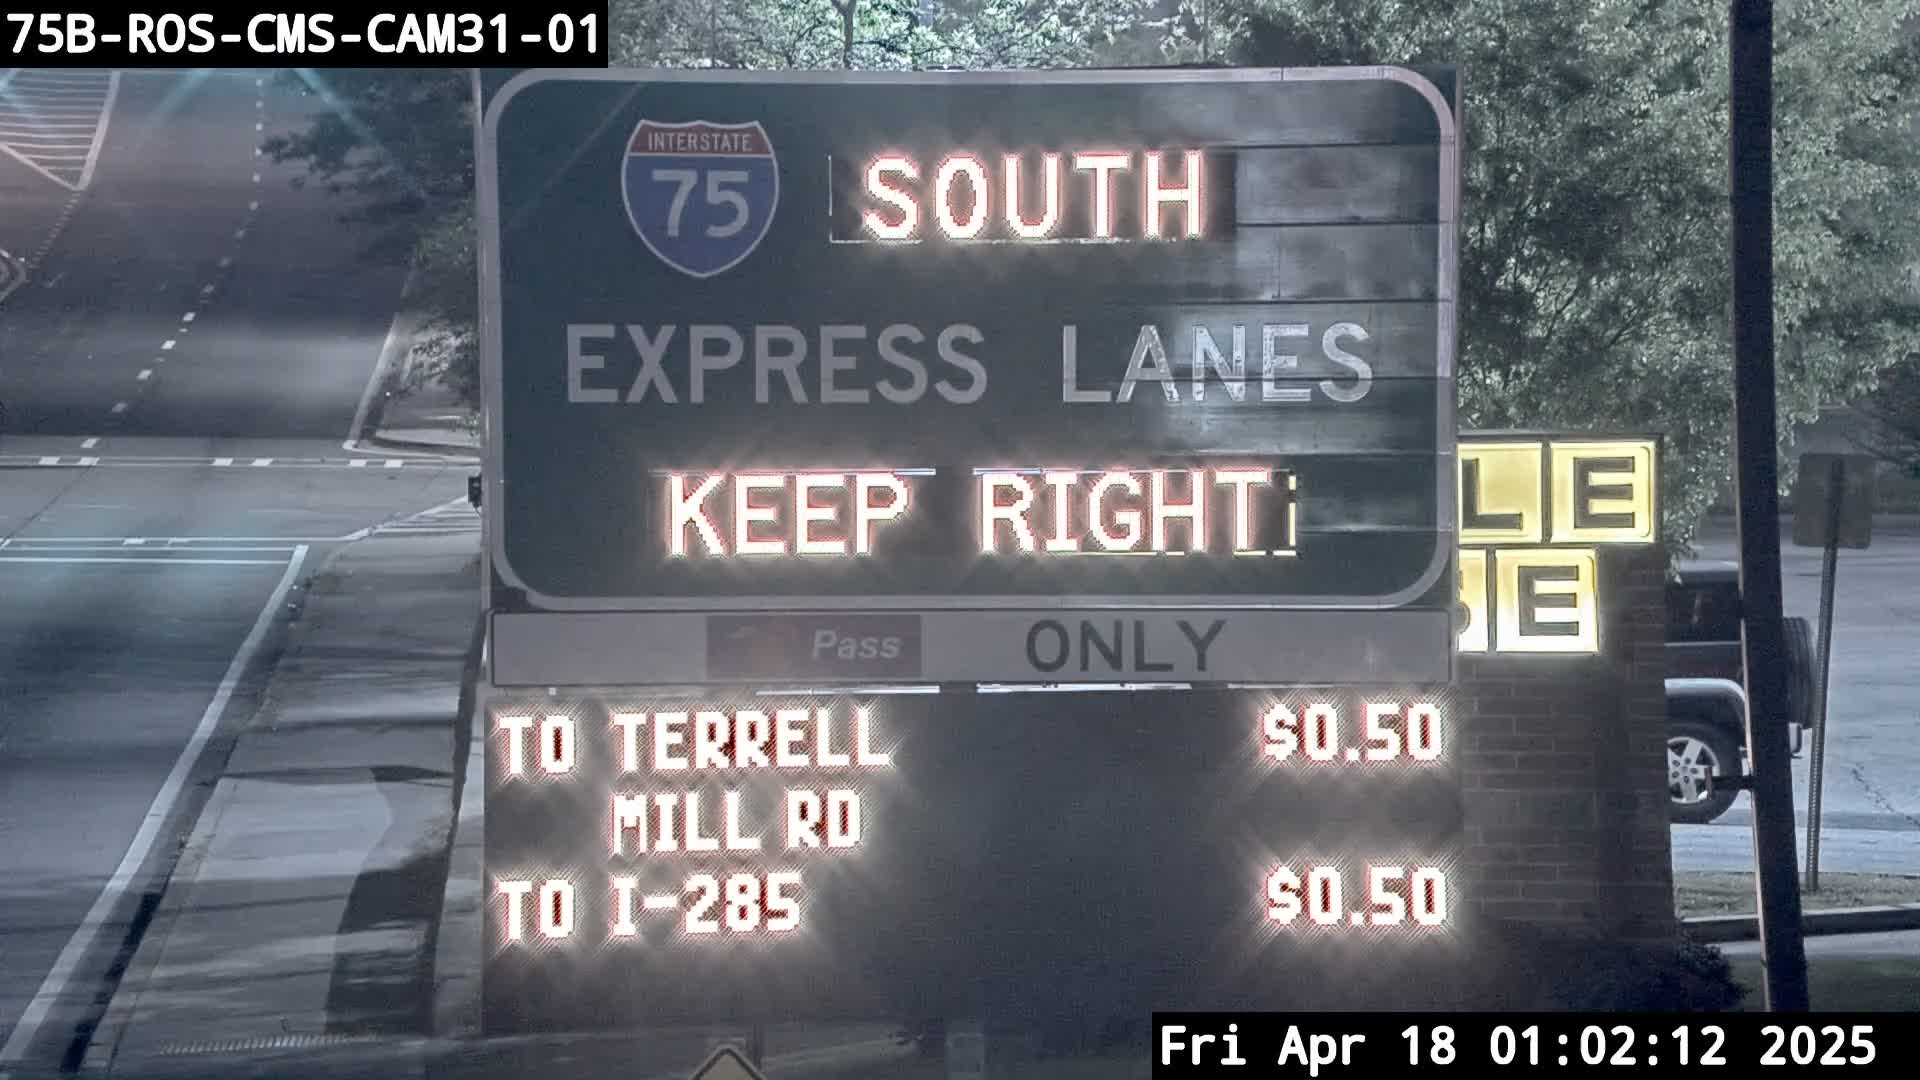 75B-ROS-CMS-CAM31-01
INTERSTATE
75
SOUTH
EXPRESS LANES
KEEP RIGHT
Pass ONLY
TO TERRELL $0.50
MILL RD
TO I-285 $0.50
LE
E
Fri Apr 18 01:02:12 2025